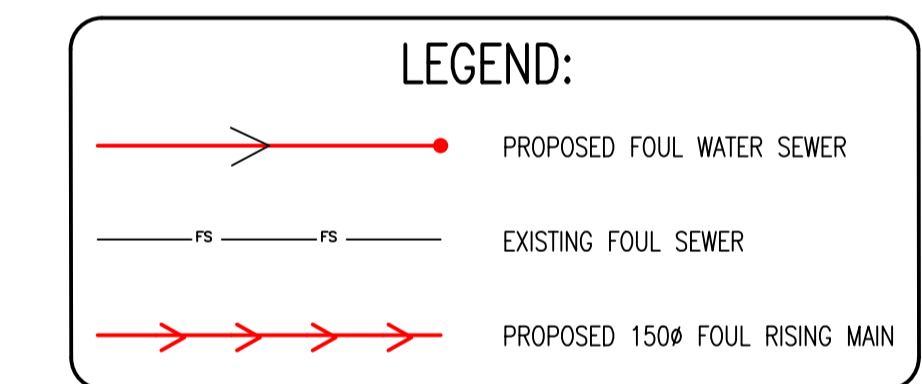 LEGEND:
PROPOSED FOUL WATER SEWER
FS FS EXISTING FOUL SEWER
PROPOSED 150ø FOUL RISING MAIN